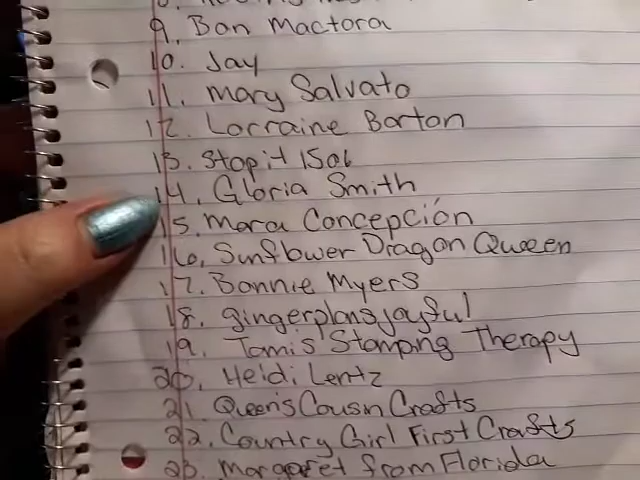 9. Bon Mactora
10. Jay
11. Mary Salvato
12. Lorraine Barton
13. Stop it Isab
14. Gloria Smith
15. Mara Concepción
16. Sunflower Dragon Queen
17. Bonnie Myers
18. gingerplansjoyful
19. Tami's Stamping Therapy
20. Heidi Lentz
21. Queen's Cousin Crafts
22. Country Girl First Crafts
23. Margaret from Florida